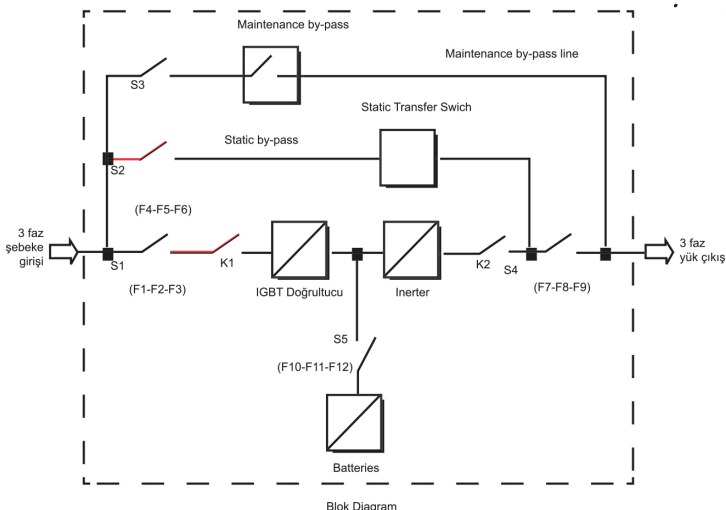 Maintenance by-pass
Maintenance by-pass line
S3
Static Transfer Swich
Static by-pass
S2
(F4-F5-F6)
3 faz
şebeke
girişi
S1
K1
K2
S4
3 faz
yük çıkış
(F1-F2-F3)
IGBT Doğrultucu
Inerter
(F7-F8-F9)
S5
(F10-F11-F12)
Batteries
Blok Diagram